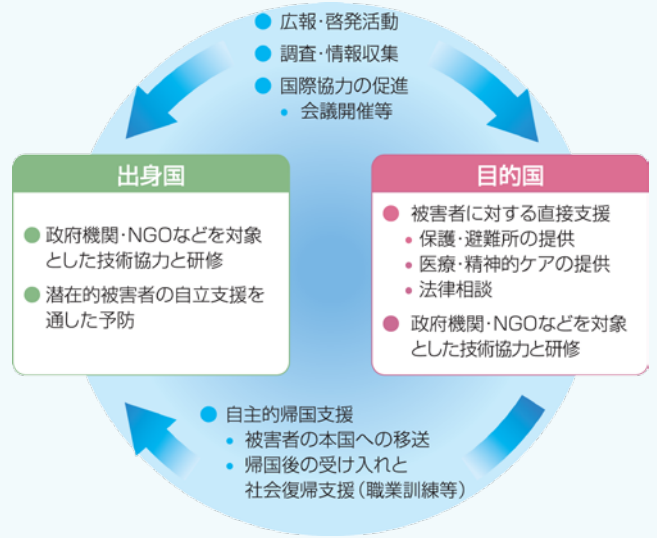 ● 広報・啓発活動
● 調査・情報収集
● 国際協力の促進
• 会議開催等
出身国
● 政府機関・NGOなどを対象
とした技術協力と研修
● 潜在的被害者の自立支援を
通した予防
目的国
● 被害者に対する直接支援
• 保護・避難所の提供
• 医療・精神的ケアの提供
• 法律相談
● 政府機関・NGOなどを対象
とした技術協力と研修
● 自主的帰国支援
• 被害者の本国への移送
• 帰国後の受け入れと
社会復帰支援（職業訓練等）